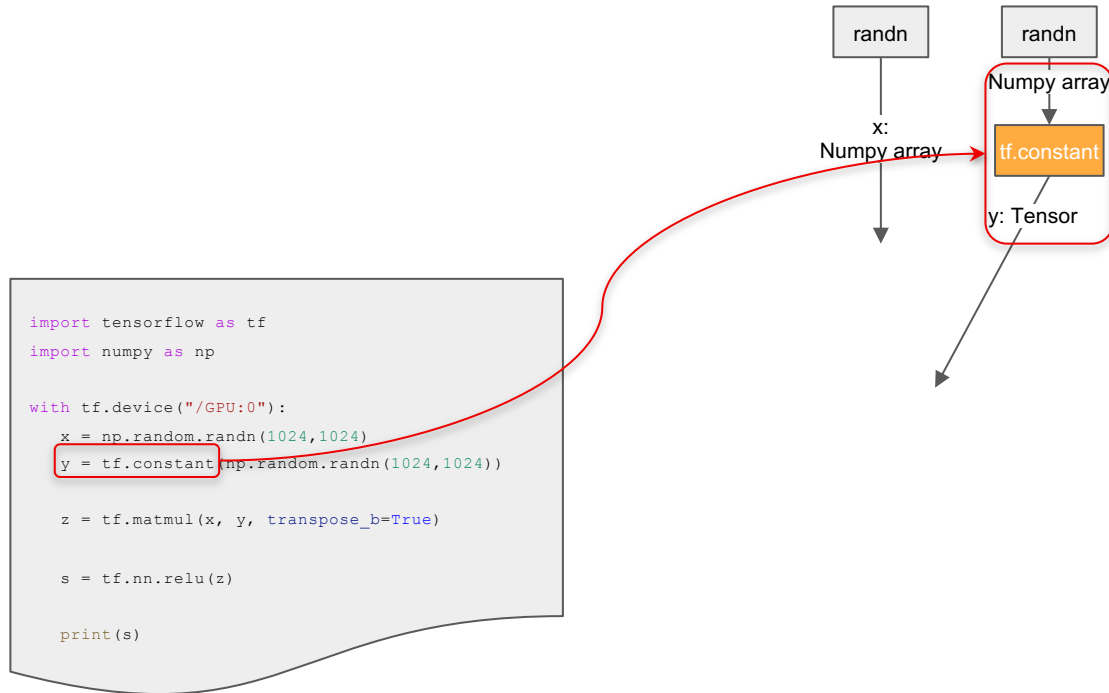 randn
randn
Numpy array
x:
Numpy array
tf.constant
y: Tensor
import tensorflow as tf
import numpy as np
with tf.device("/GPU:0"):
x = np.random.randn(1024,1024)
y = tf.constant(np.random.randn(1024,1024))
z = tf.matmul(x, y, transpose_b=True)
s = tf.nn.relu(z)
print(s)